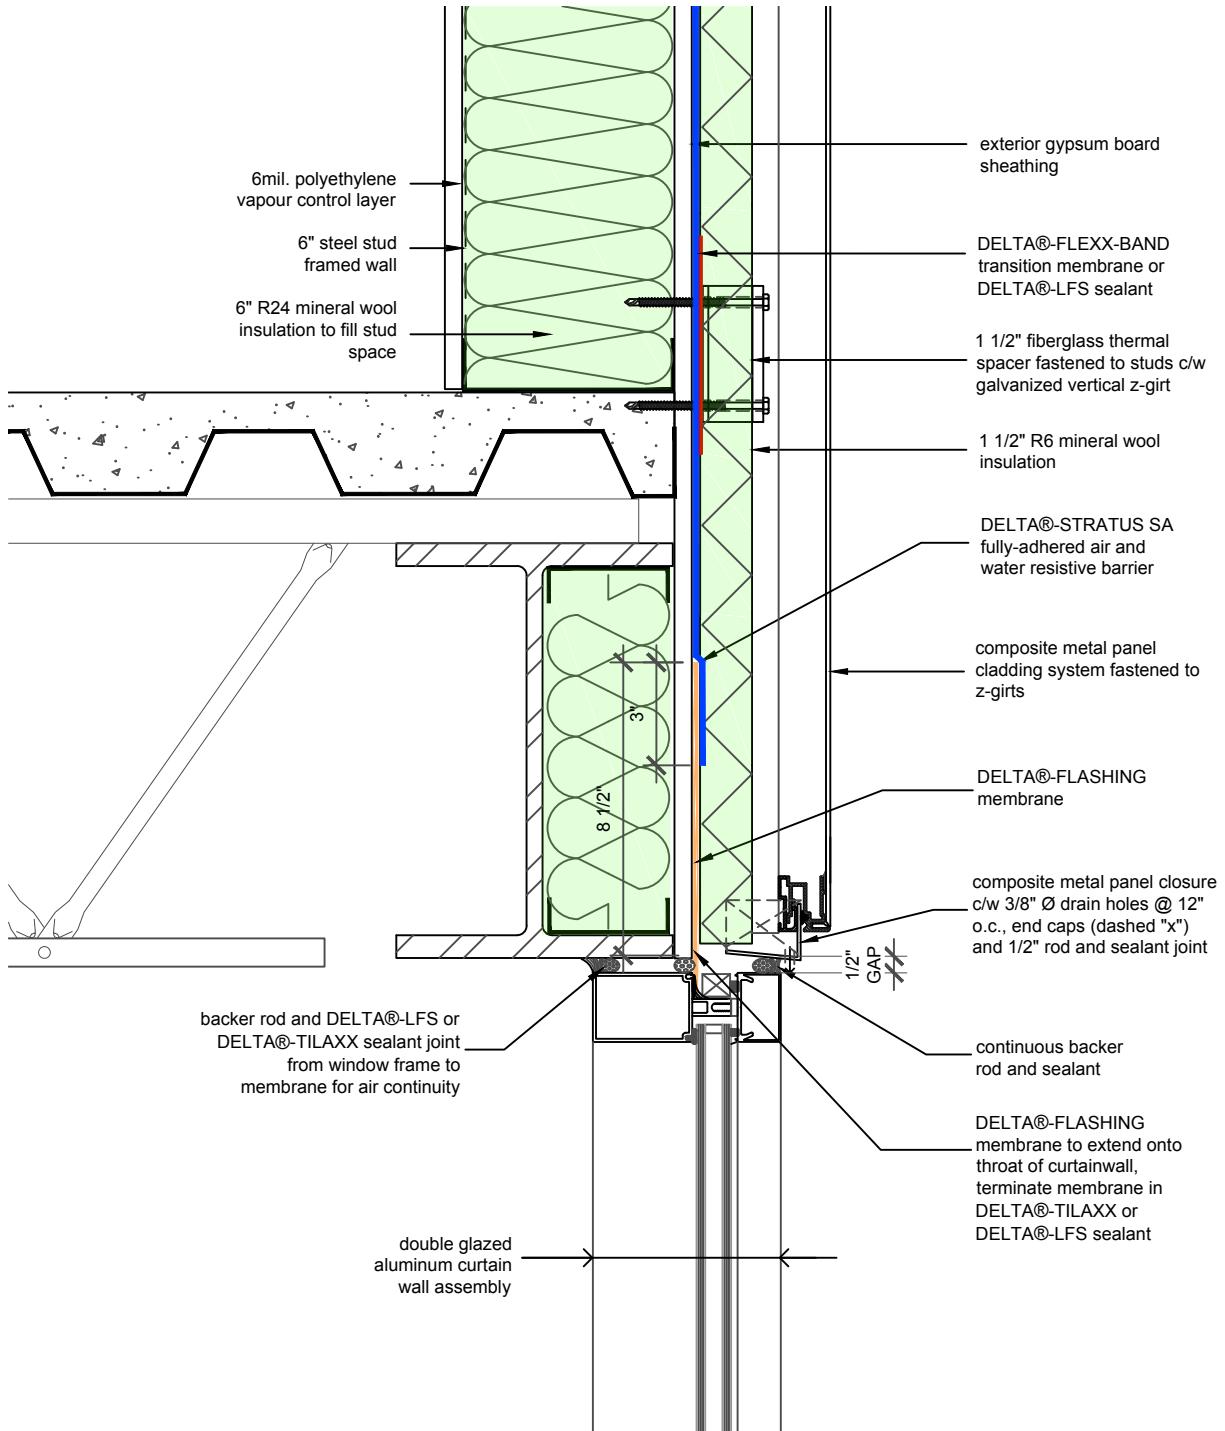 6mil. polyethylene
vapour control layer
6" steel stud
framed wall
6" R24 mineral wool
insulation to fill stud
space
exterior gypsum board
sheathing
DELTA®-FLEXX-BAND
transition membrane or
DELTA®-LFS sealant
1 1/2" fiberglass thermal
spacer fastened to studs c/w
galvanized vertical z-girt
1 1/2" R6 mineral wool
insulation
DELTA®-STRATUS SA
fully-adhered air and
water resistive barrier
composite metal panel
cladding system fastened to
z-girts
3"
8 1/2"
DELTA®-FLASHING
membrane
composite metal panel closure
c/w 3/8" Ø drain holes @ 12"
o.c., end caps (dashed "x")
and 1/2" rod and sealant joint
1/2"
GAP
backer rod and DELTA®-LFS or
DELTA®-TILAXX sealant joint
from window frame to
membrane for air continuity
continuous backer
rod and sealant
DELTA®-FLASHING
membrane to extend onto
throat of curtainwall,
terminate membrane in
DELTA®-TILAXX or
DELTA®-LFS sealant
double glazed
aluminum curtain
wall assembly